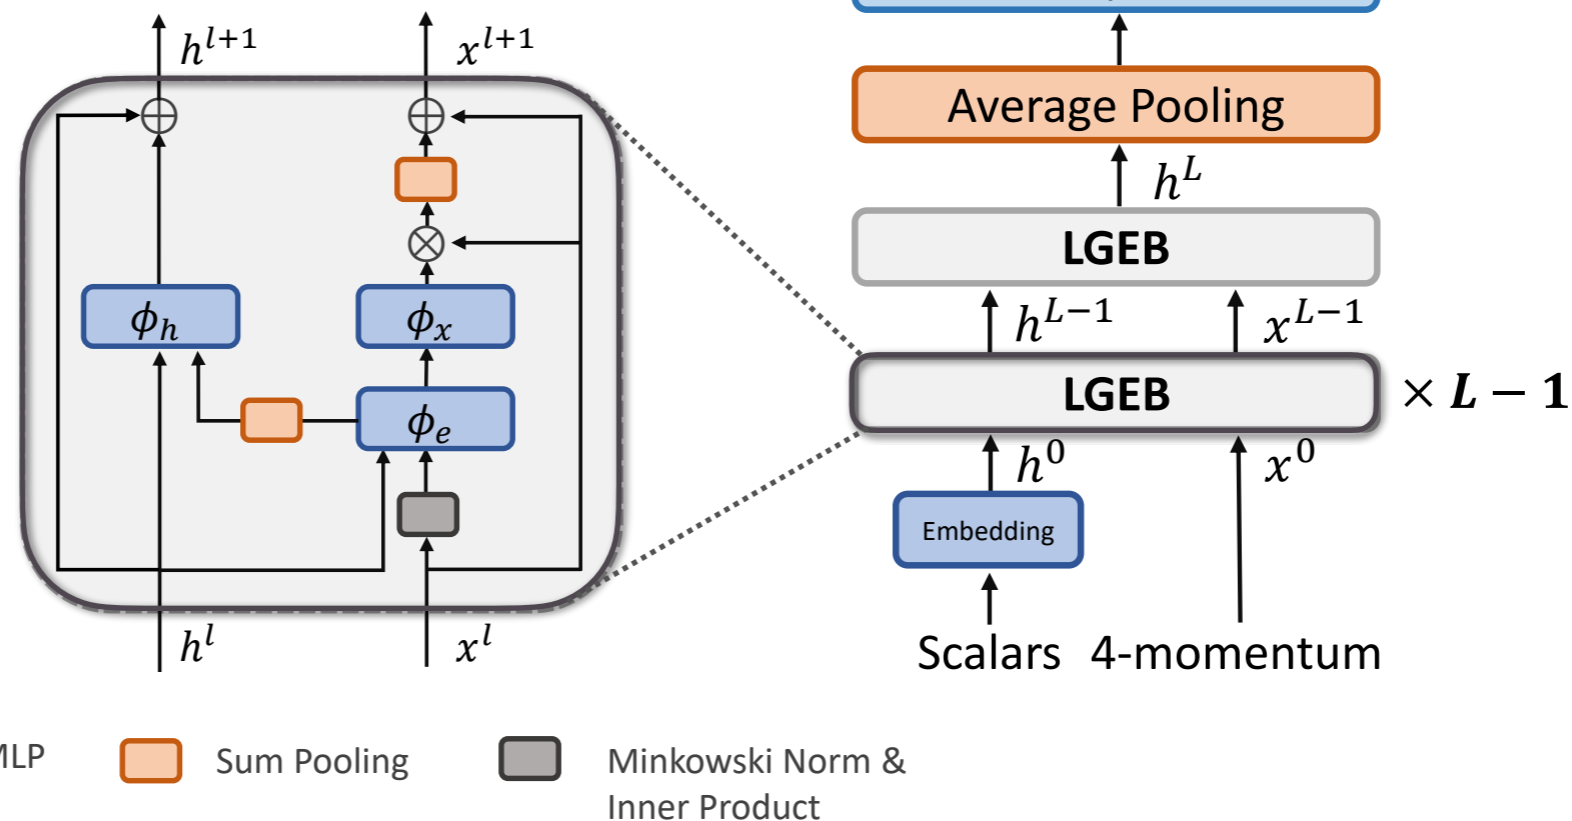 h^{l+1} x^{l+1}
Average Pooling
h^L
LGEB
h^{L−1} x^{L−1}
ϕ_h ϕ_x
LGEB × L − 1
ϕ_e
h^0 x^0
Embedding
h^l x^l
Scalars 4-momentum
MLP Sum Pooling Minkowski Norm &
Inner Product